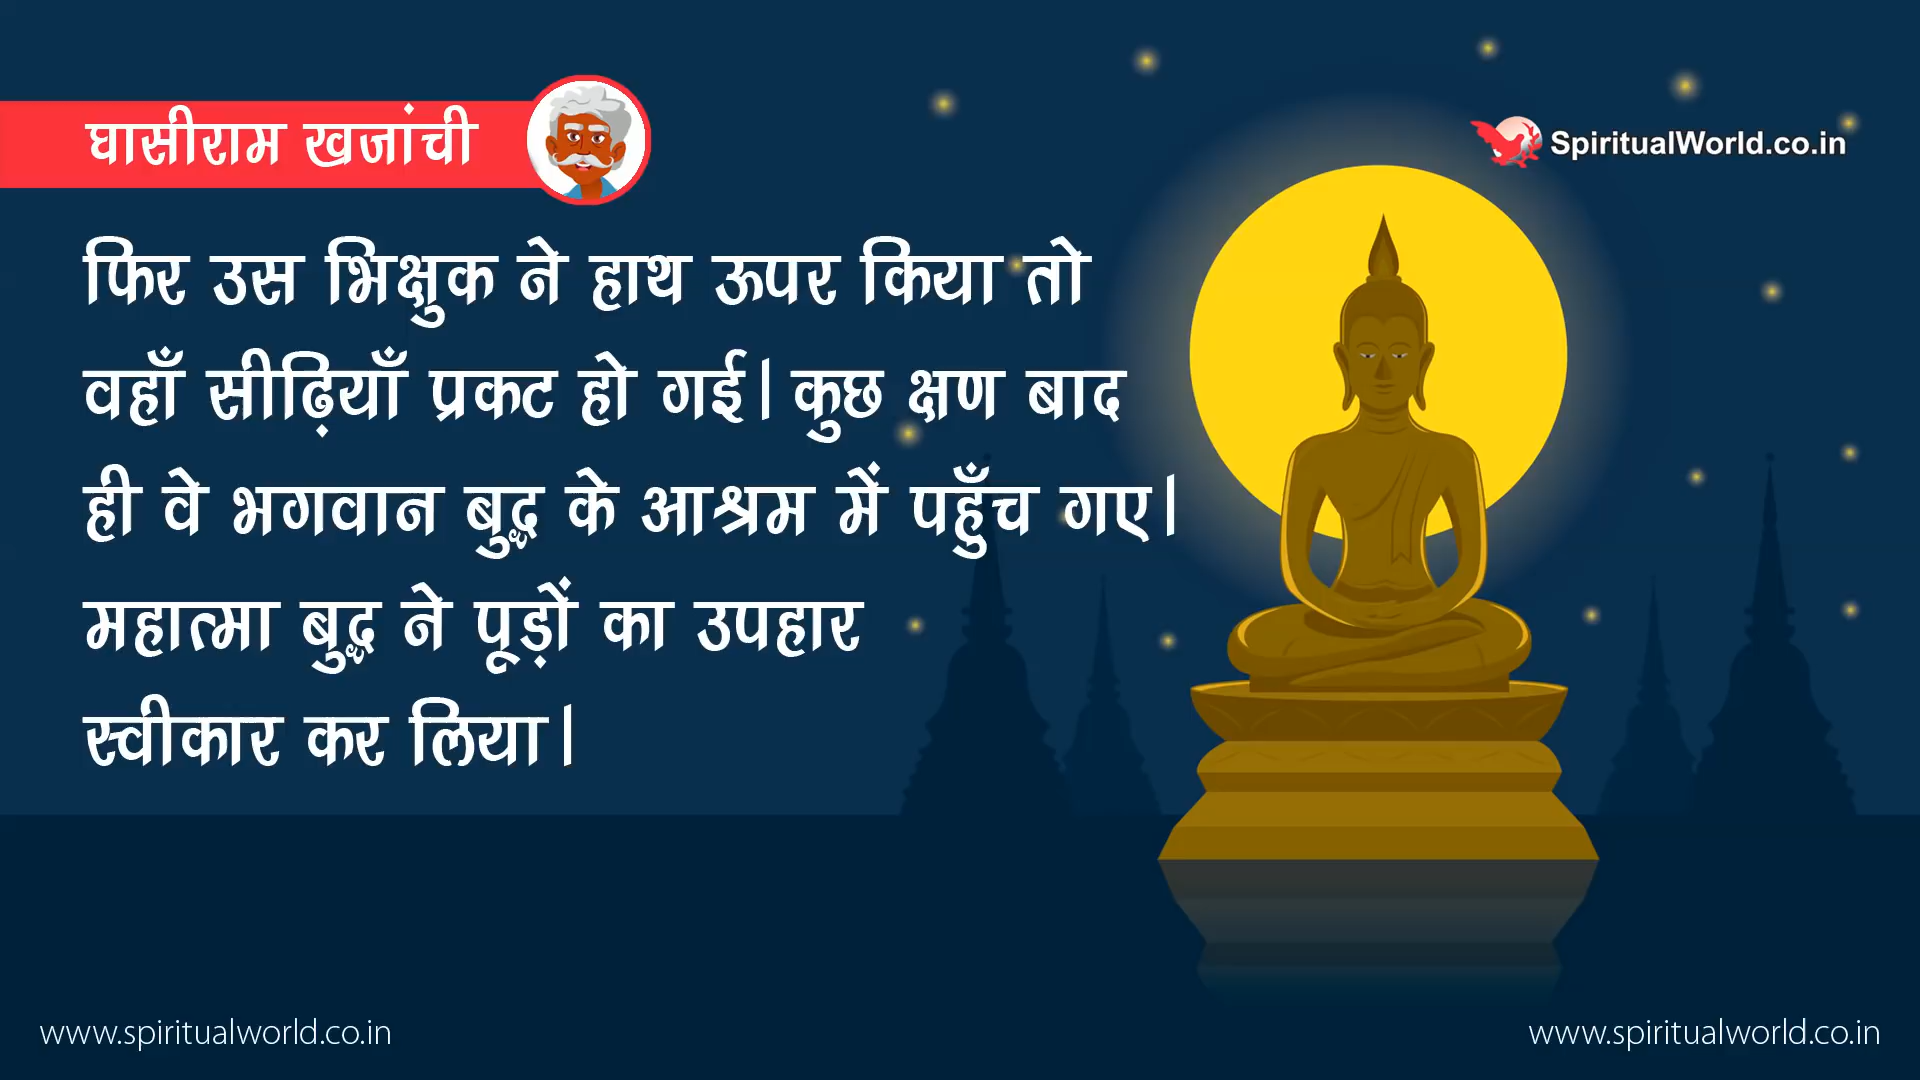 घासीराम खजांची
SpiritualWorld.co.in
फिर उस भिक्षुक ने हाथ ऊपर किया तो
वहाँ सीढ़ियाँ प्रकट हो गई। कुछ क्षण बाद
ही वे भगवान बुद्ध के आश्रम में पहुँच गए।
महात्मा बुद्ध ने पूड़ों का उपहार
स्वीकार कर लिया।
www.spiritualworld.co.in
www.spiritualworld.co.in